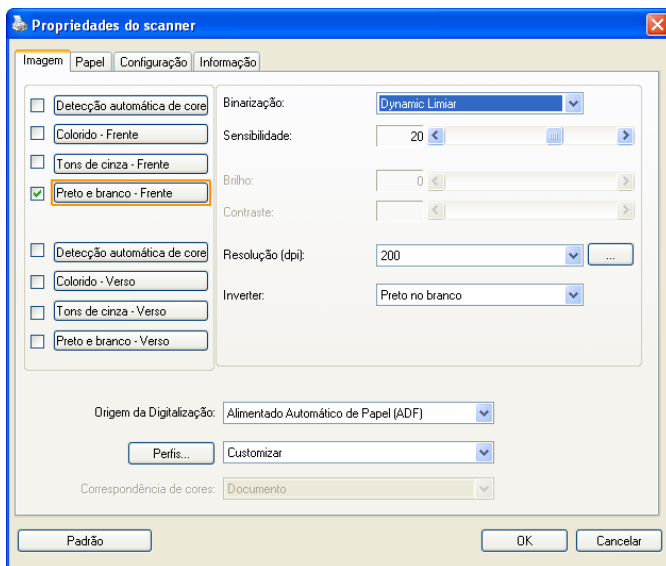 Propriedades do scanner
Imagem Papel Configuração Informação
Detecção automática de core
Colorido - Frente
Tons de cinza - Frente
Preto e branco - Frente
Detecção automática de core
Colorido - Verso
Tons de cinza - Verso
Preto e branco - Verso
Binarização: Dynamic Limiar
Sensibilidade: 20
Brilho: 0
Contraste:
Resolução (dpi): 200 ...
Inverter: Preto no branco
Origem da Digitalização: Alimentado Automático de Papel (ADF)
Perfis... Customizar
Correspondência de cores: Documento
Padrão OK Cancelar